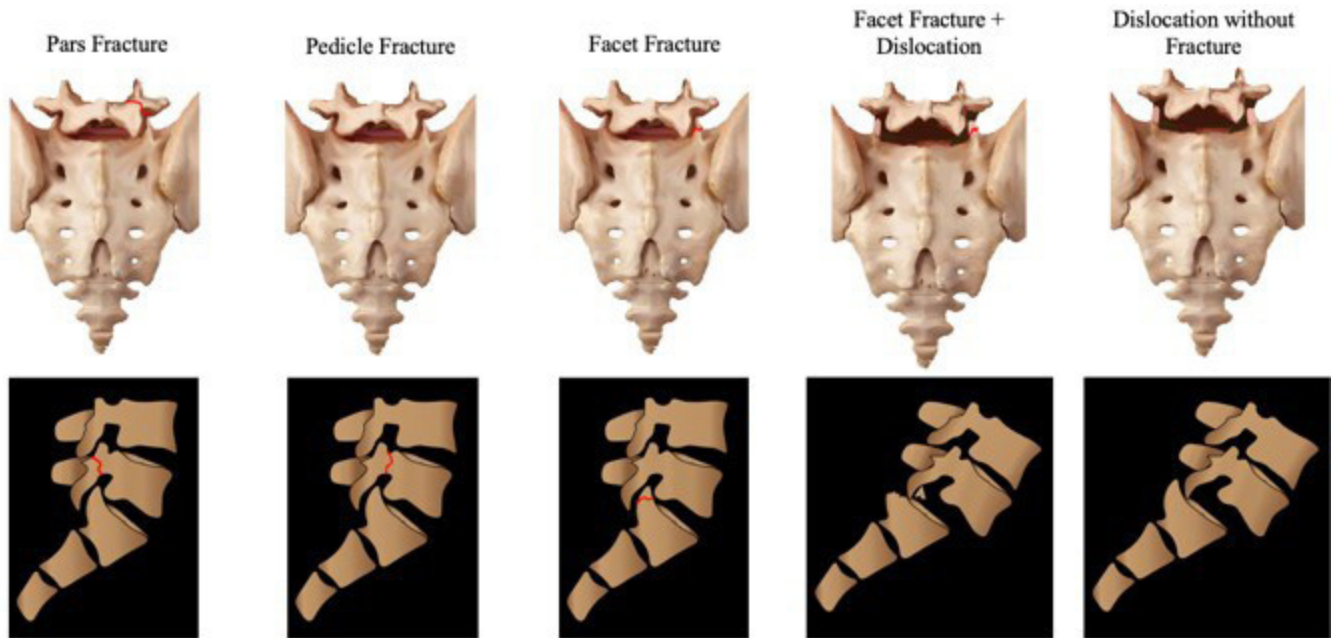 Pars Fracture
Pedicle Fracture
Facet Fracture
Facet Fracture +
Dislocation
Dislocation without
Fracture